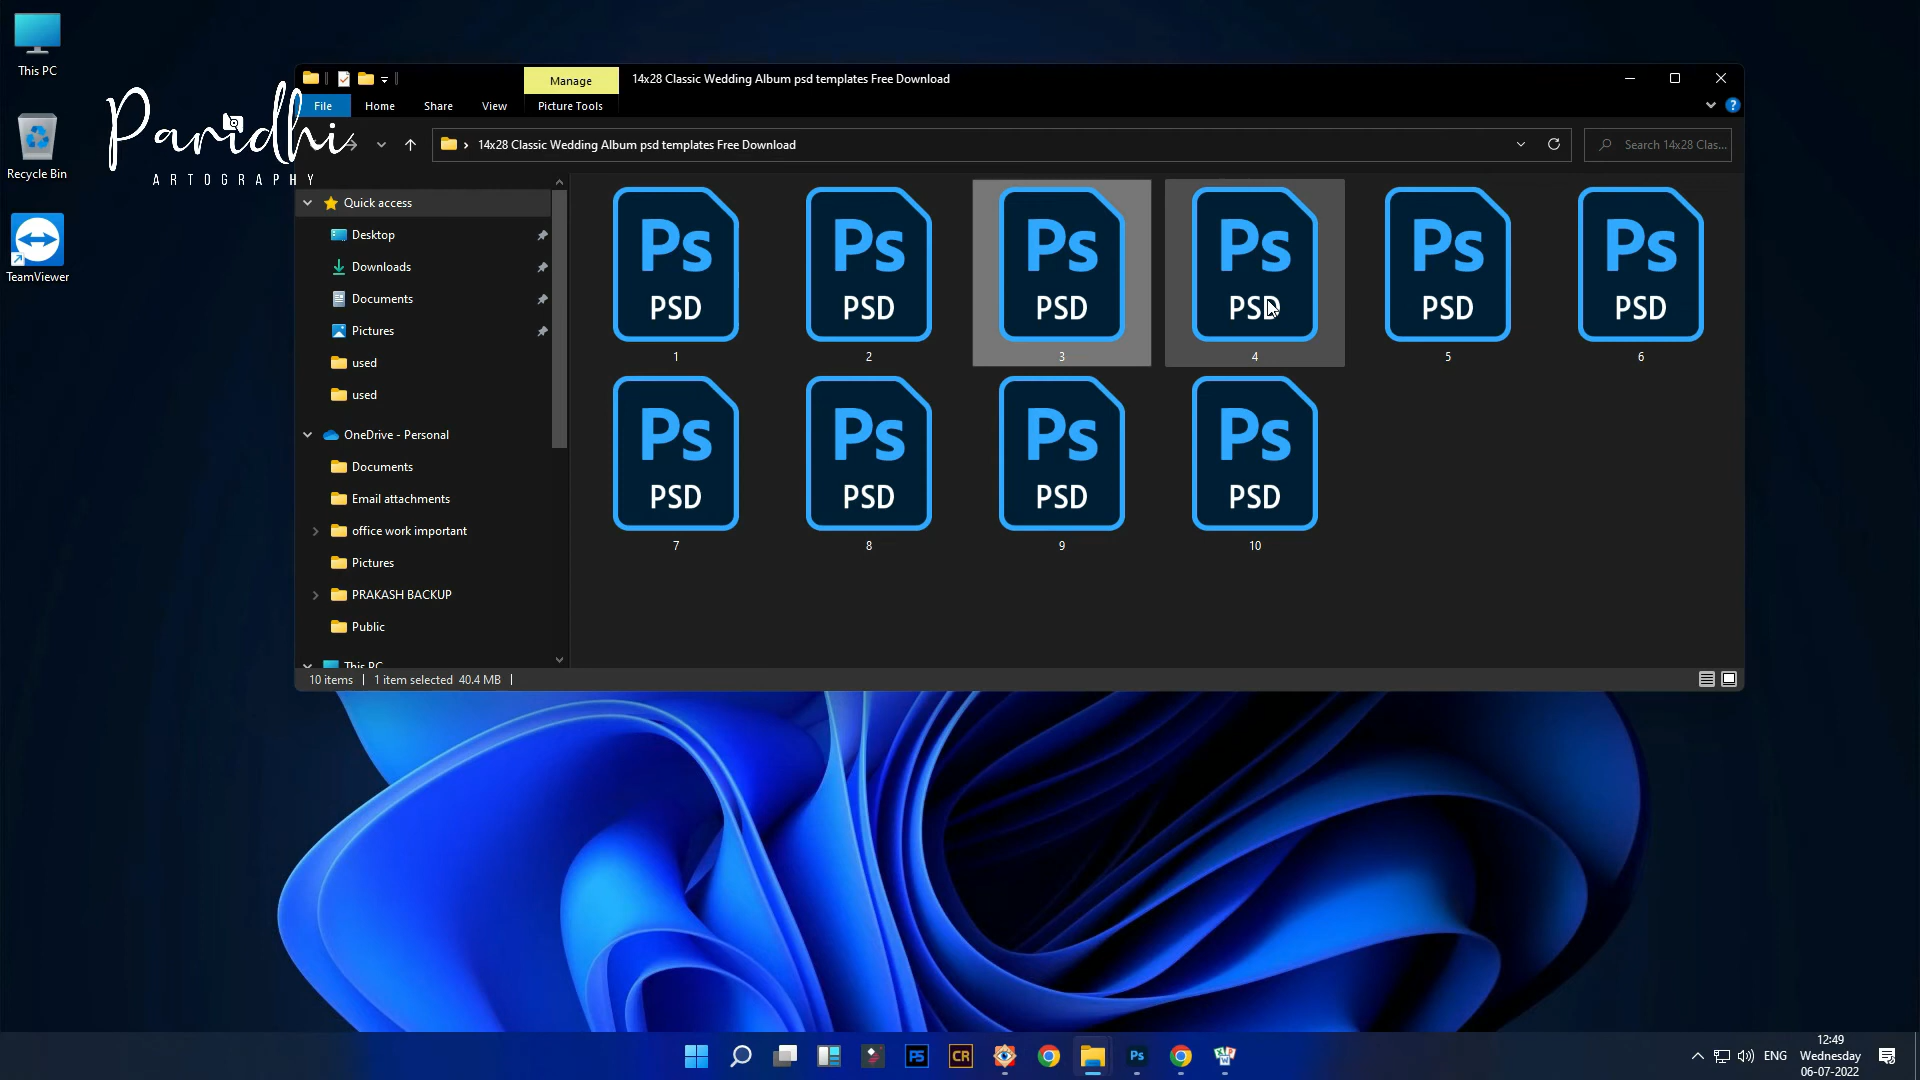 This PC
Recycle Bin
TeamViewer
Paridhi
ARTOGRAPHY
Manage
14x28 Classic Wedding Album psd templates Free Download
File
Home
Share
View
Picture Tools
?
14x28 Classic Wedding Album psd templates Free Download
Search 14x28 Clas...
Quick access
Desktop
Downloads
Documents
Pictures
used
used
OneDrive - Personal
Documents
Email attachments
office work important
Pictures
PRAKASH BACKUP
Public
This PC
Ps PSD
1
Ps PSD
2
Ps PSD
3
Ps PSD
4
Ps PSD
5
Ps PSD
6
Ps PSD
7
Ps PSD
8
Ps PSD
9
Ps PSD
10
10 items
1 item selected 40.4 MB
PS
CR
Ps
ENG
12:49
Wednesday
06-07-2022